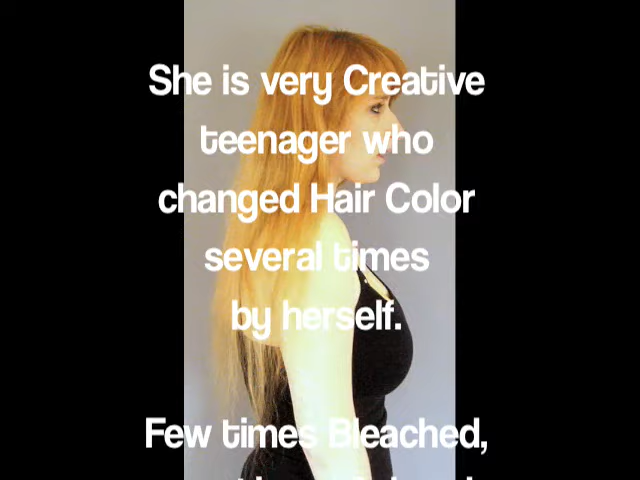 She is very Creative
teenager who
changed Hair Color
several times
by herself.
Few times Bleached,